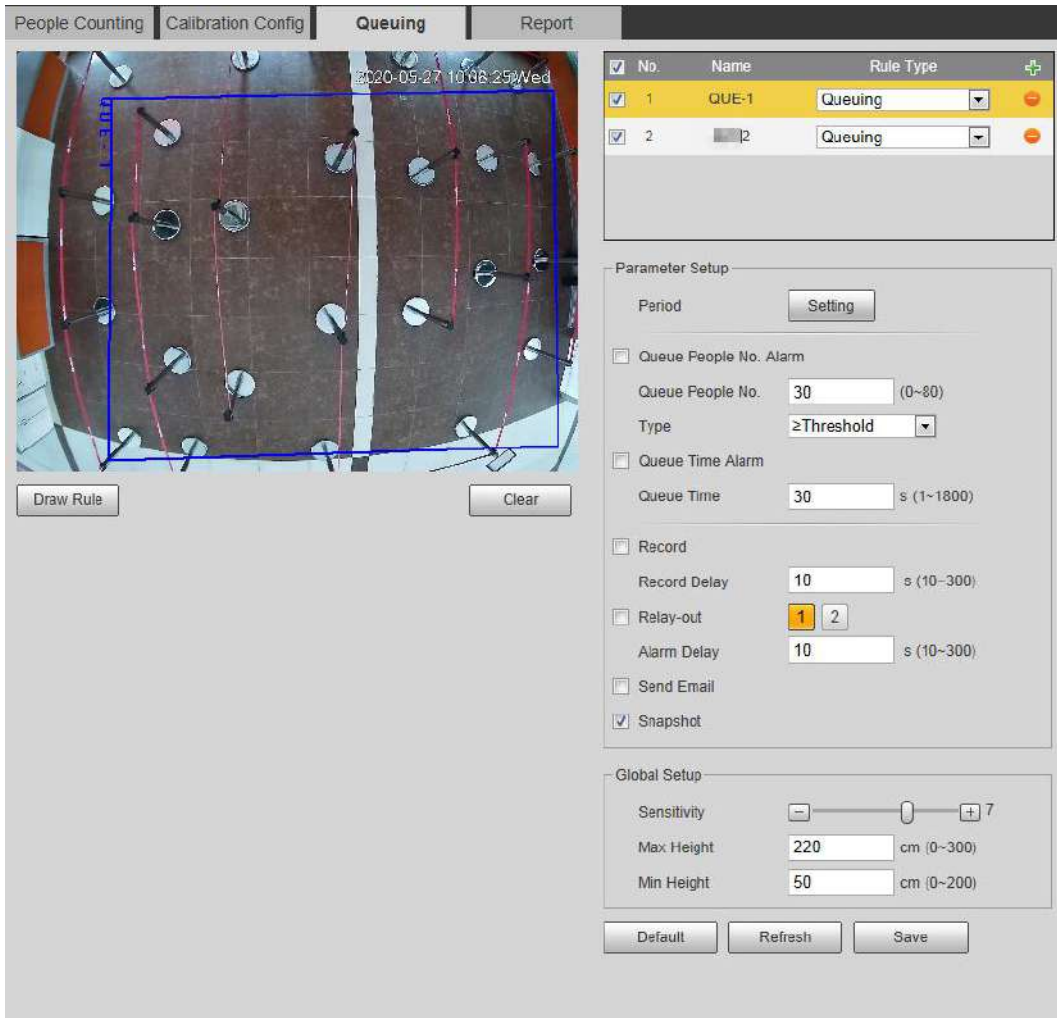 People Counting Calibration Config Queuing Report
2020-05-27 10:08:25 Wed
QUE-1
No. Name Rule Type
1 QUE-1 Queuing
2 2 Queuing
Parameter Setup
Period Setting
Queue People No. Alarm
Queue People No. 30 (0~80)
Type ≥Threshold
Queue Time Alarm
Queue Time 30 s (1~1800)
Draw Rule Clear
Record
Record Delay 10 s (10~300)
Relay-out 1 2
Alarm Delay 10 s (10~300)
Send Email
Snapshot
Global Setup
Sensitivity 7
Max Height 220 cm (0~300)
Min Height 50 cm (0~200)
Default Refresh Save